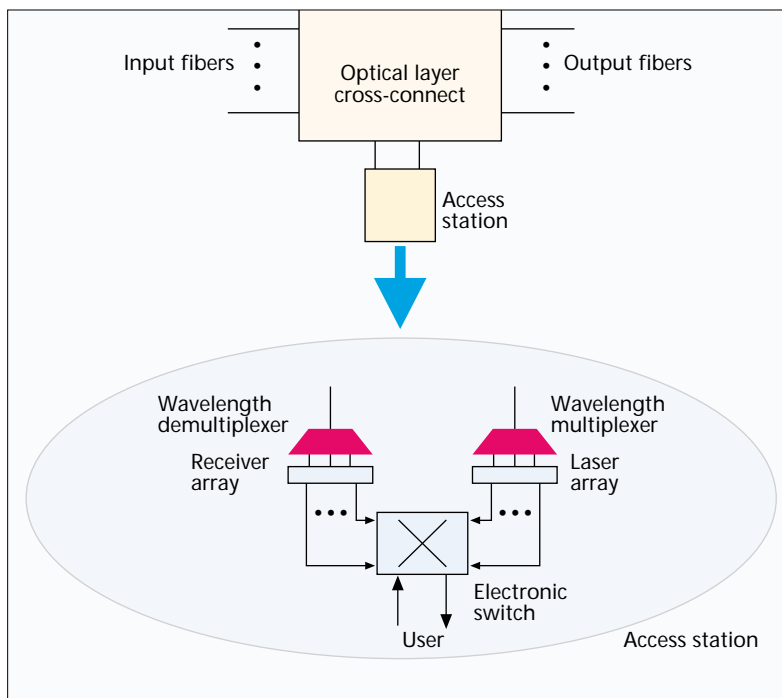 Input fibers
Optical layer
cross-connect
Output fibers
Access
station
Wavelength
demultiplexer
Wavelength
multiplexer
Receiver
array
Laser
array
Electronic
switch
User
Access station